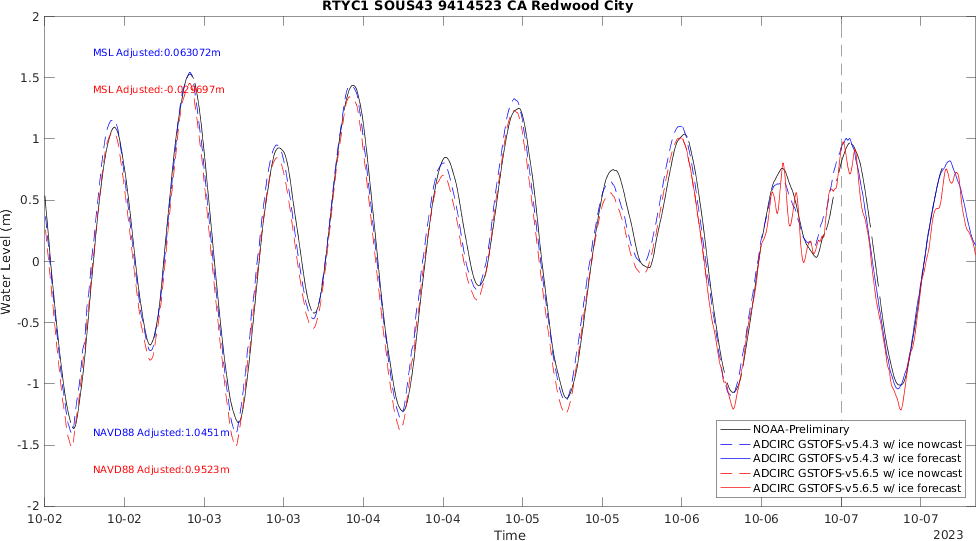 RTYC1 SOUS43 9414523 CA Redwood City
MSL Adjusted:0.063072m
MSL Adjusted:-0.029697m
NAVD88 Adjusted:1.0451m
NAVD88 Adjusted:0.9523m
Water Level (m)
2
1.5
1
0.5
0
-0.5
-1
-1.5
-2
10-02 10-02 10-03 10-03 10-04 10-04 10-05 10-05 10-06 10-06 10-07 10-07
Time
2023
NOAA-Preliminary
ADCIRC GSTOFS-v5.4.3 w/ ice nowcast
ADCIRC GSTOFS-v5.4.3 w/ ice forecast
ADCIRC GSTOFS-v5.6.5 w/ ice nowcast
ADCIRC GSTOFS-v5.6.5 w/ ice forecast